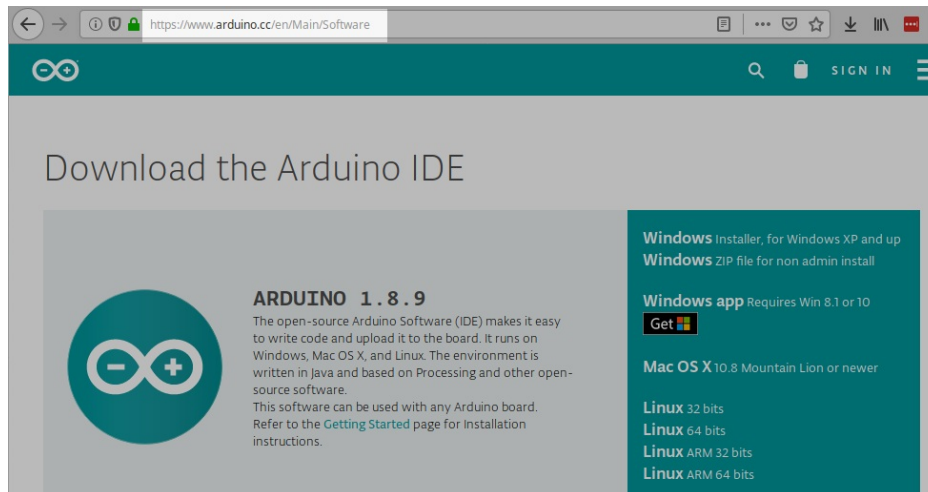 https://www.arduino.cc/en/Main/Software
SIGN IN
Download the Arduino IDE
ARDUINO 1.8.9
The open-source Arduino Software (IDE) makes it easy
to write code and upload it to the board. It runs on
Windows, Mac OS X, and Linux. The environment is
written in Java and based on Processing and other open-
source software.
This software can be used with any Arduino board.
Refer to the Getting Started page for Installation
instructions.
Windows Installer, for Windows XP and up
Windows ZIP file for non admin install
Windows app Requires Win 8.1 or 10
Get
Mac OS X 10.8 Mountain Lion or newer
Linux 32 bits
Linux 64 bits
Linux ARM 32 bits
Linux ARM 64 bits